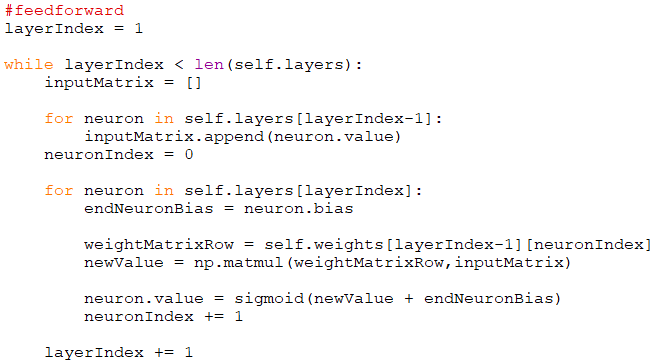 #feedforward
layerIndex = 1
while layerIndex < len(self.layers):
inputMatrix = []
for neuron in self.layers[layerIndex-1]:
inputMatrix.append(neuron.value)
neuronIndex = 0
for neuron in self.layers[layerIndex]:
endNeuronBias = neuron.bias
weightMatrixRow = self.weights[layerIndex-1][neuronIndex]
newValue = np.matmul(weightMatrixRow,inputMatrix)
neuron.value = sigmoid(newValue + endNeuronBias)
neuronIndex += 1
layerIndex += 1